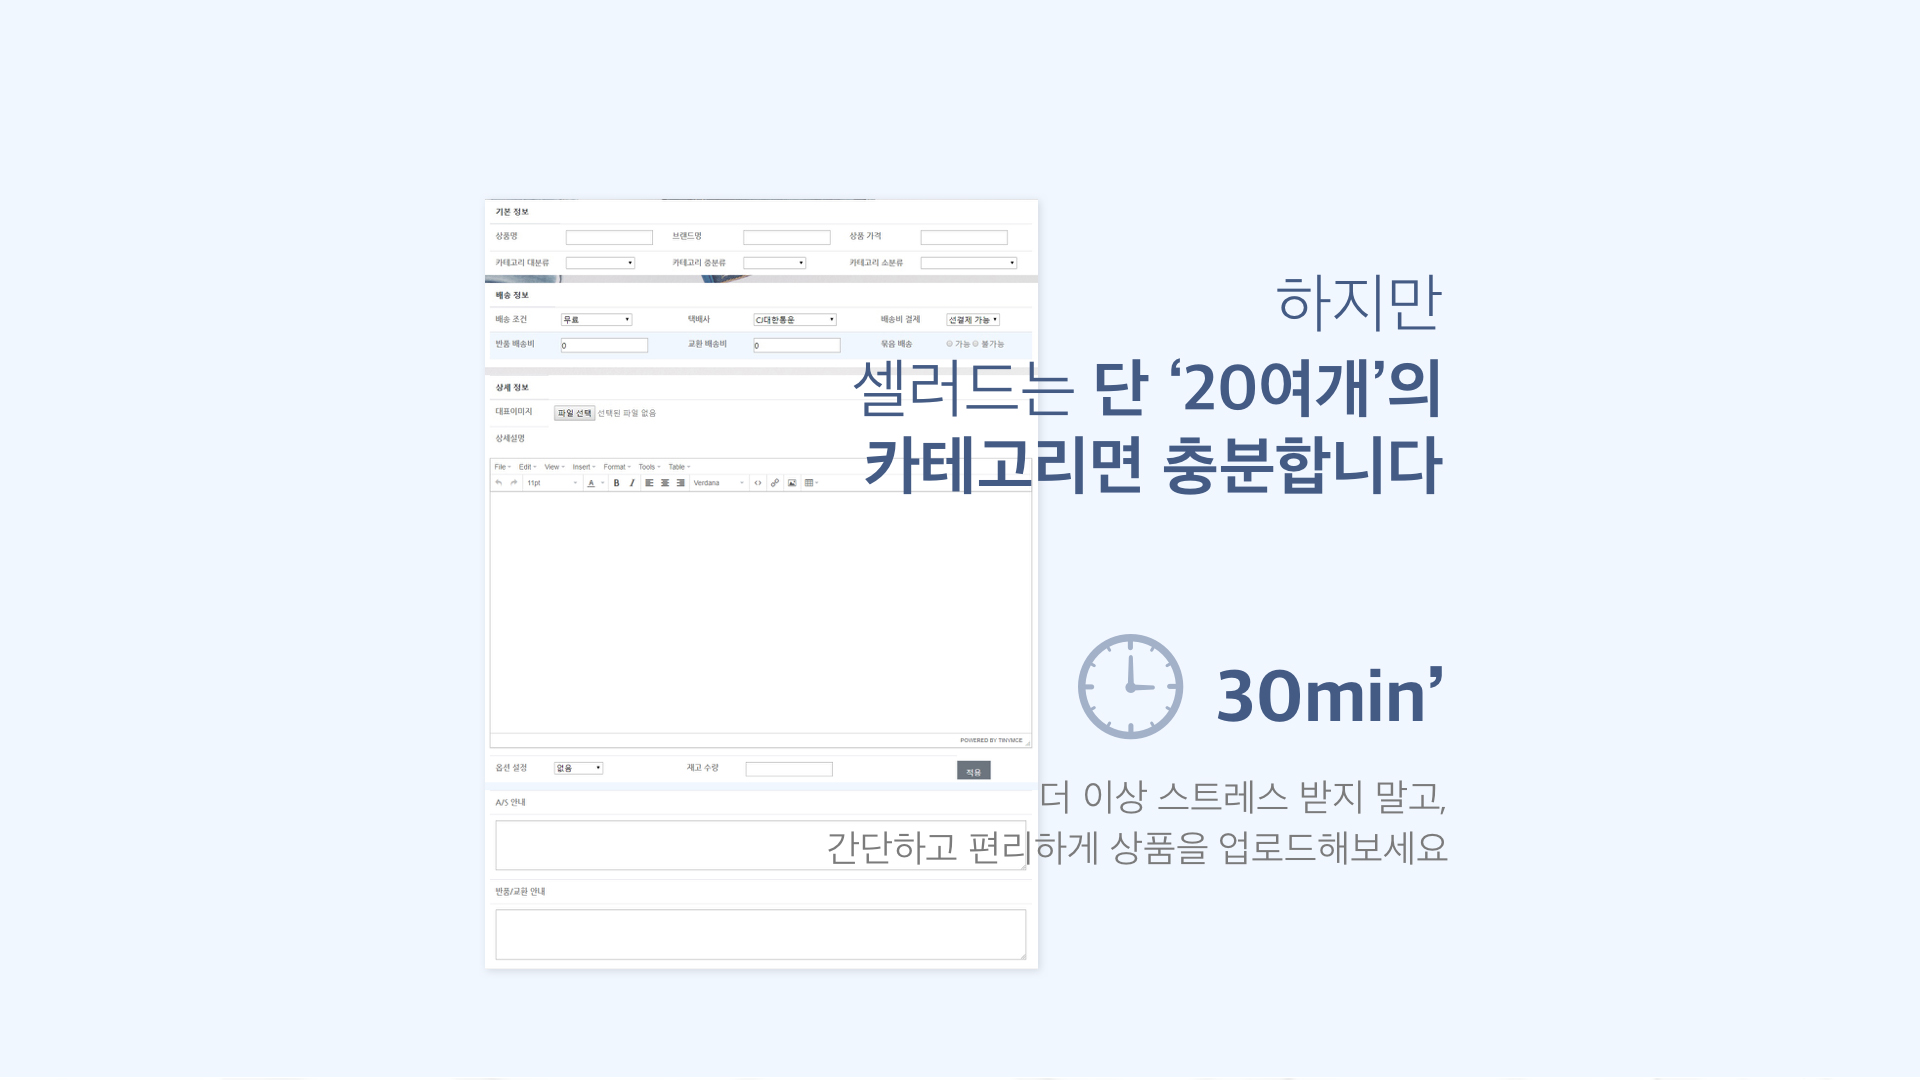 기본 정보
상품명 브랜드명 상품 가격
카테고리 대분류 카테고리 중분류 카테고리 소분류
배송 정보
배송 조건 무료 택배사 CJ대한통운 배송비 결제 선결제 가능
반품 배송비 0 교환 배송비 0 묶음 배송 가능 불가능
상세 정보
대표이미지 파일 선택 선택된 파일 없음
상세설명
File Edit View Insert Format Tools Table
11pt A B I Verdana
POWERED BY TINYMCE
옵션 설정 없음 재고 수량 적용
A/S 안내
반품/교환 안내
하지만
셀러드는 단 ‘20여개’의
카테고리면 충분합니다
30min’
더 이상 스트레스 받지 말고,
간단하고 편리하게 상품을 업로드해보세요